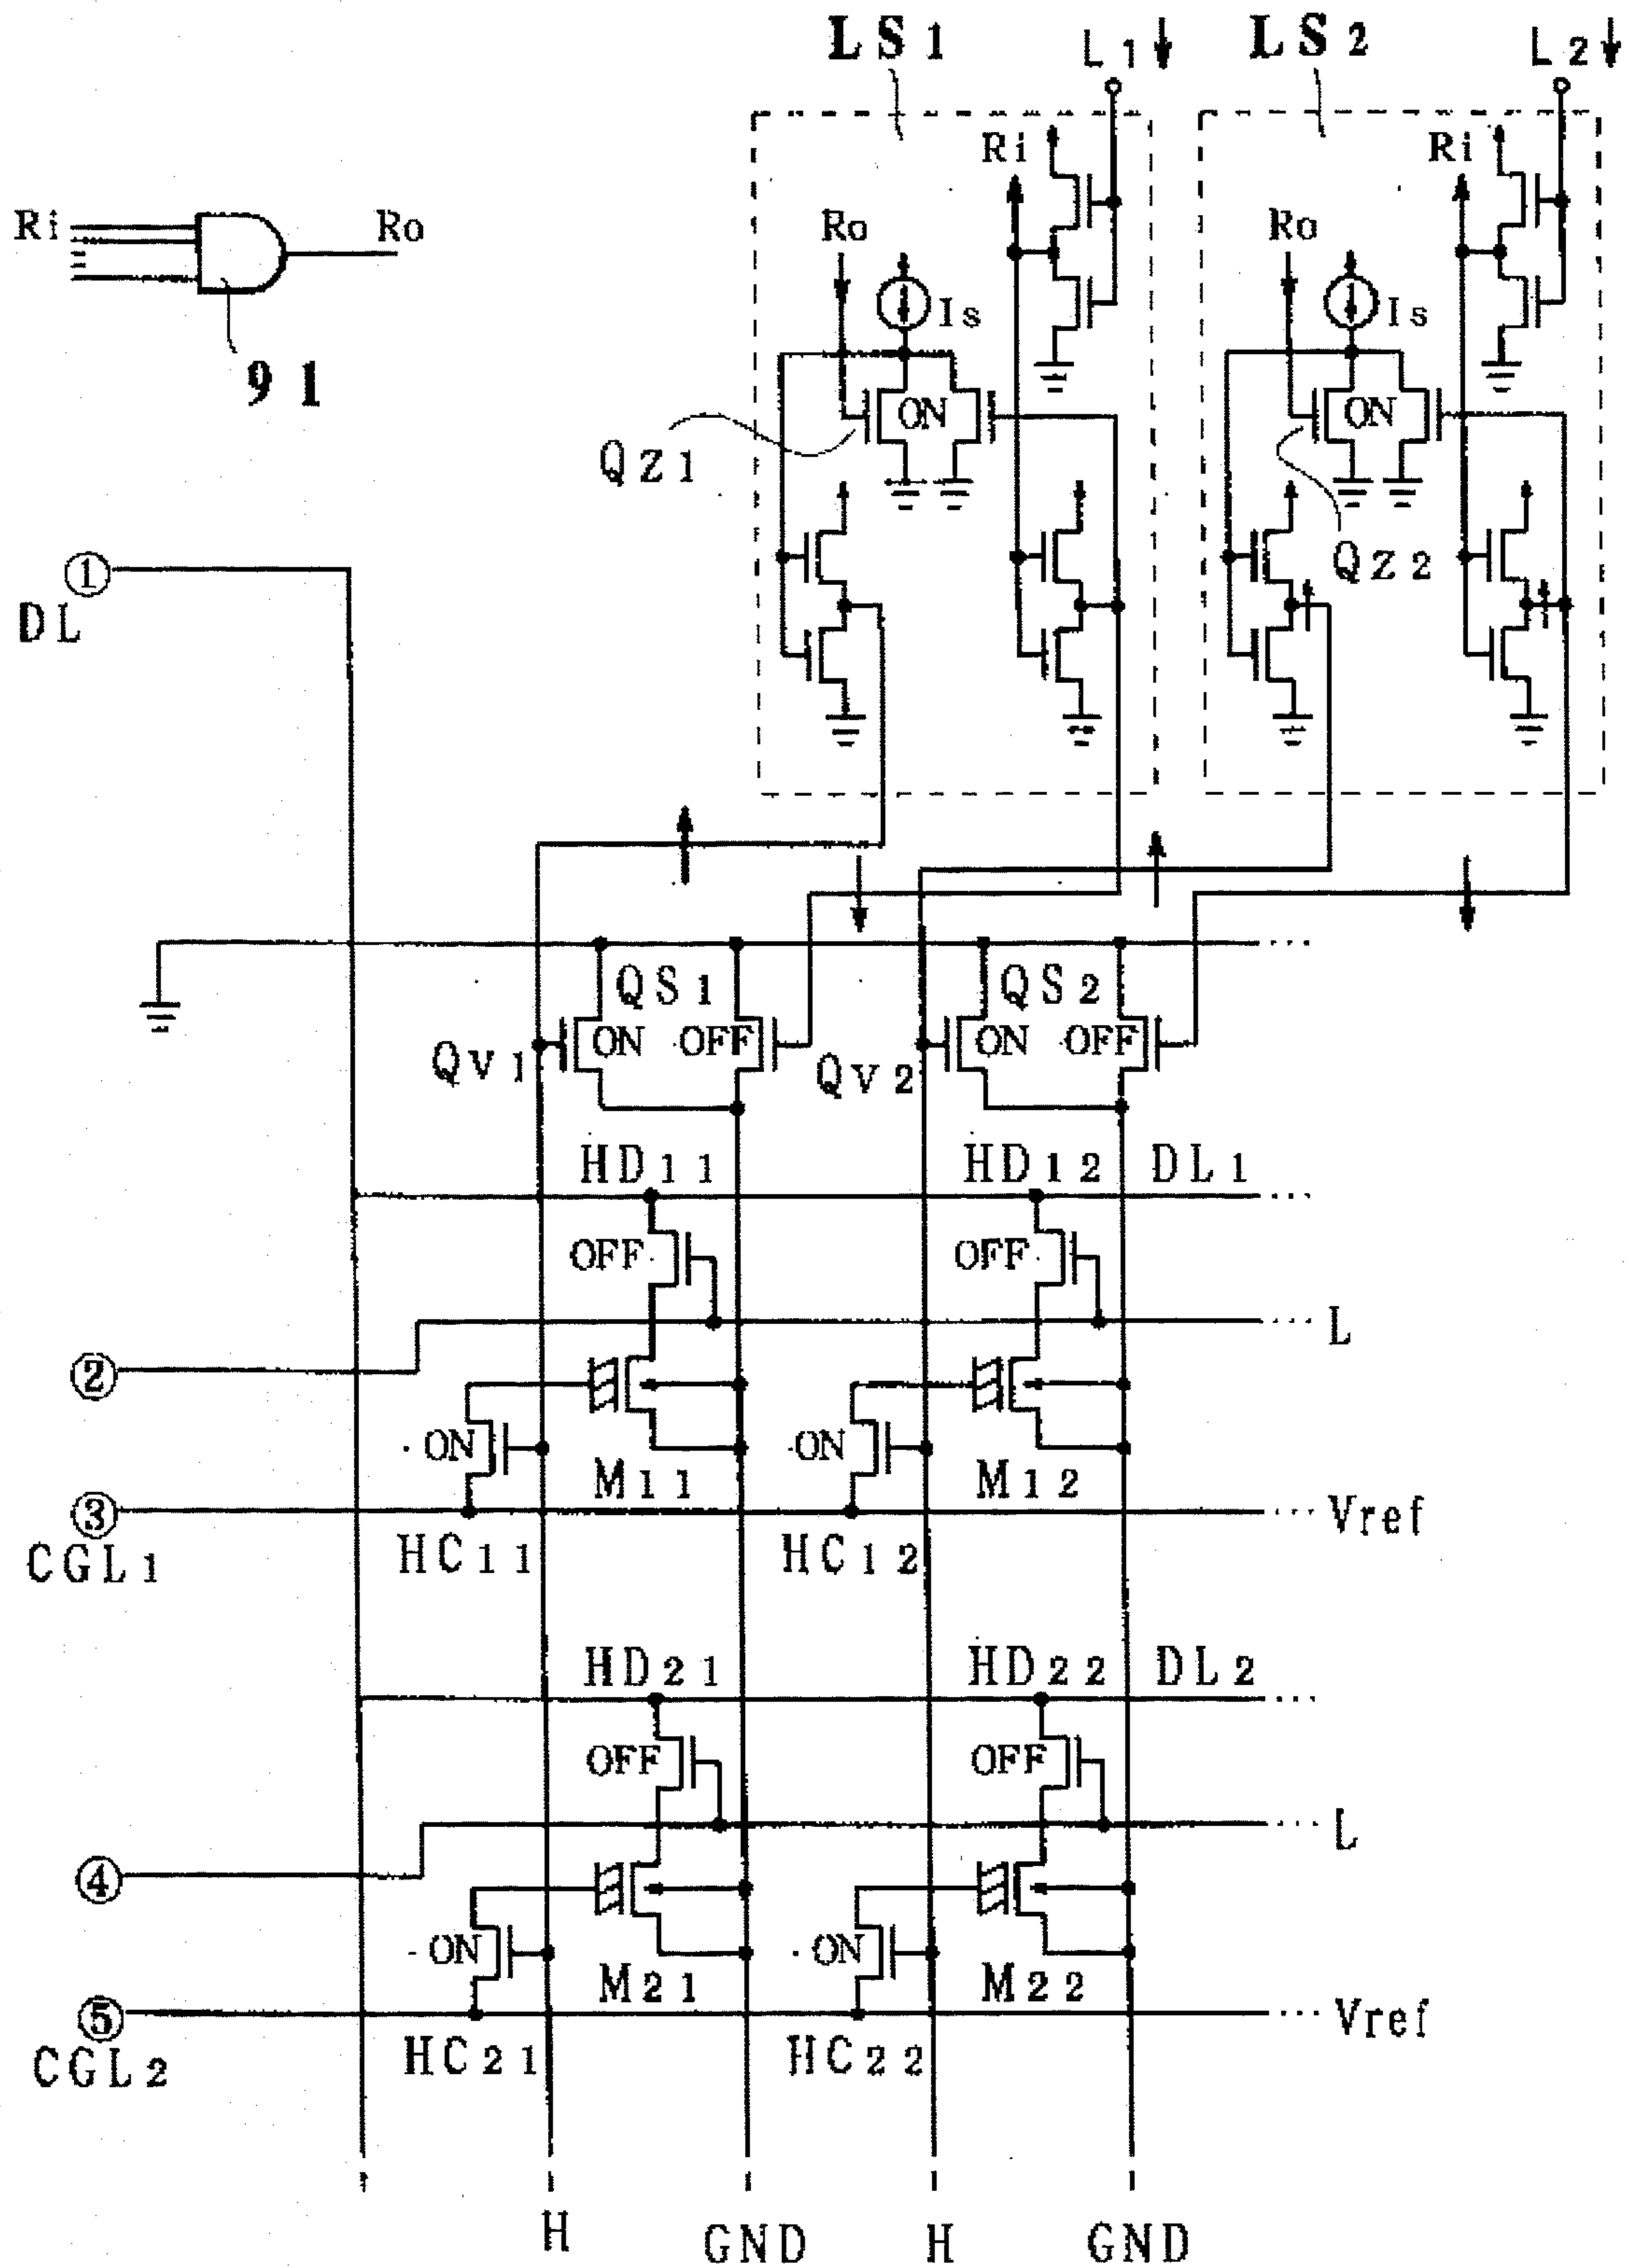 LS1 L1 LS2 L2
Ri Ri
Ri Ro Ro Ro
Is Is
91
ON ON
QZ1
QZ2
①
DL
QS1 QS2
ON OFF ON OFF
QV1 QV2
HD11 HD12 DL1
OFF OFF
L
②
ON ON
M11 M12
③ Vref
CGL1 HC11 HC12
HD21 HD22 DL2
OFF OFF
L
④
ON ON
M21 M22
⑤ Vref
CGL2 HC21 HC22
H GND H GND